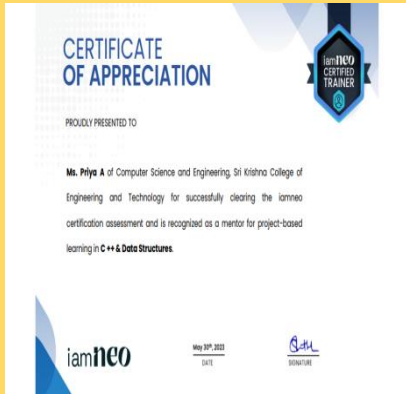 CERTIFICATE
OF APPRECIATION
iamneo
CERTIFIED
TRAINER
PROUDLY PRESENTED TO
Ms. Priya A of Computer Science and Engineering, Sri Krishna College of
Engineering and Technology for successfully clearing the iamneo
certification assessment and is recognized as a mentor for project-based
learning in C ++ & Data Structures.
iamneo
May 30th, 2023
DATE
SIGNATURE